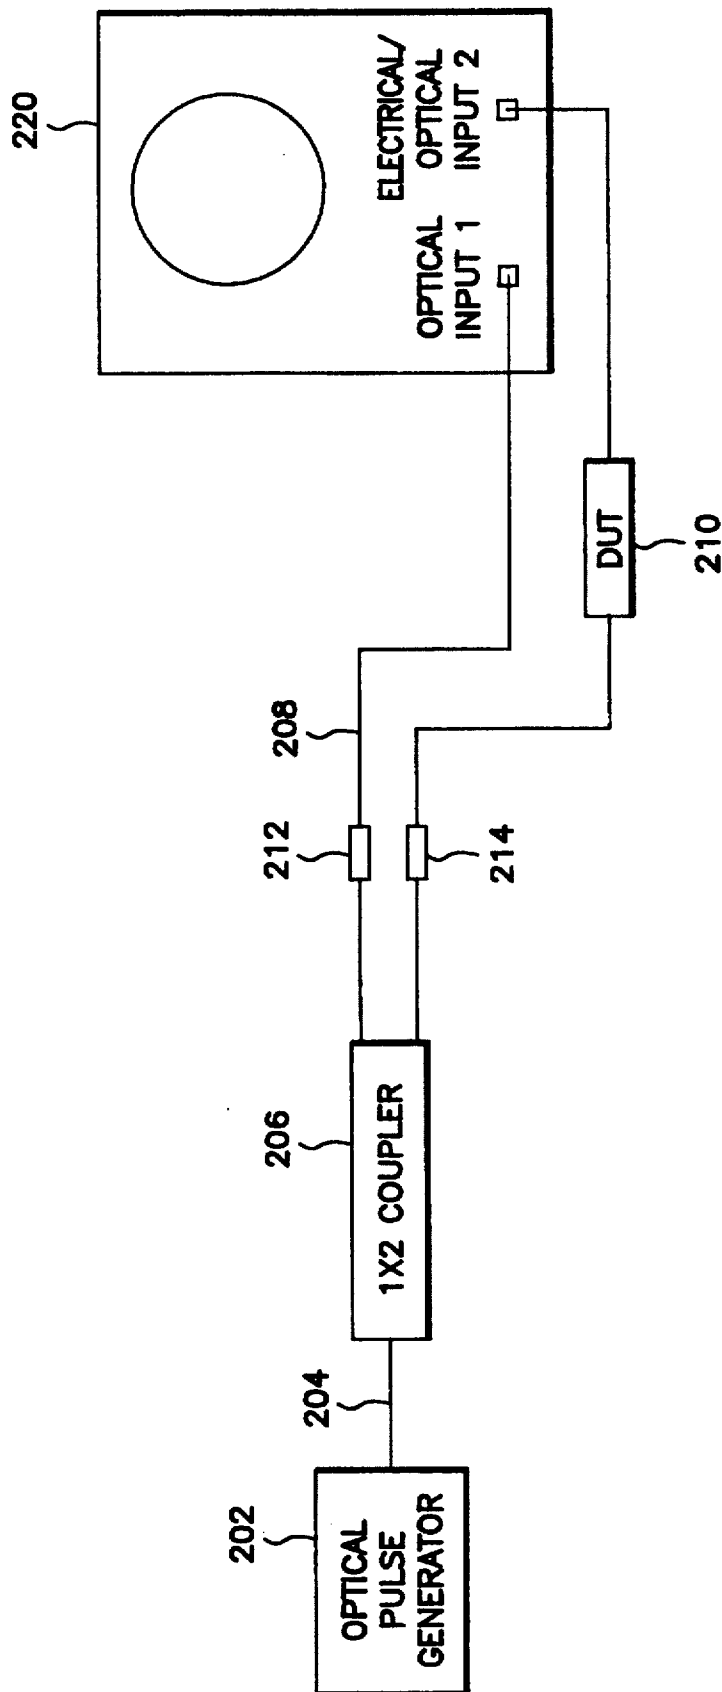 202
OPTICAL
PULSE
GENERATOR
204
206
1X2 COUPLER
212
214
208
210
DUT
220
OPTICAL
INPUT 1
ELECTRICAL/
OPTICAL
INPUT 2